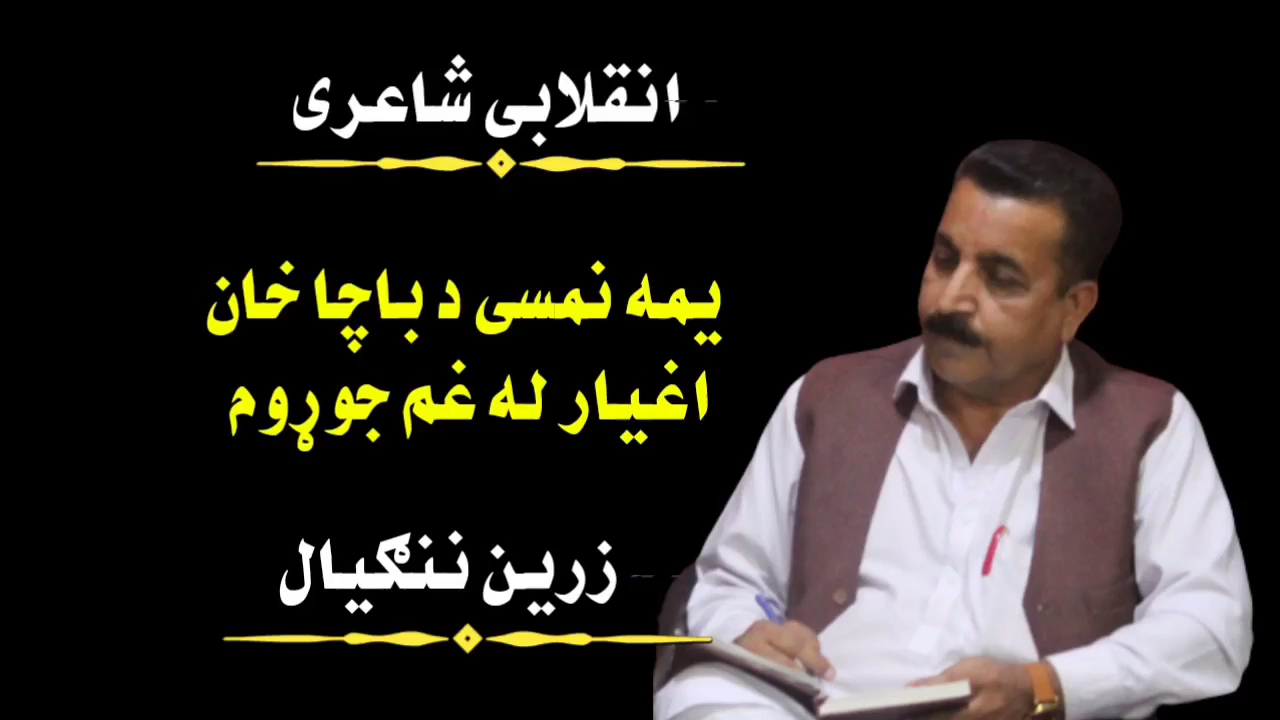 انقلابی شاعری
یمه نمسی د باچا خان
اغیار له غم جوړوم
زرین ننګیال